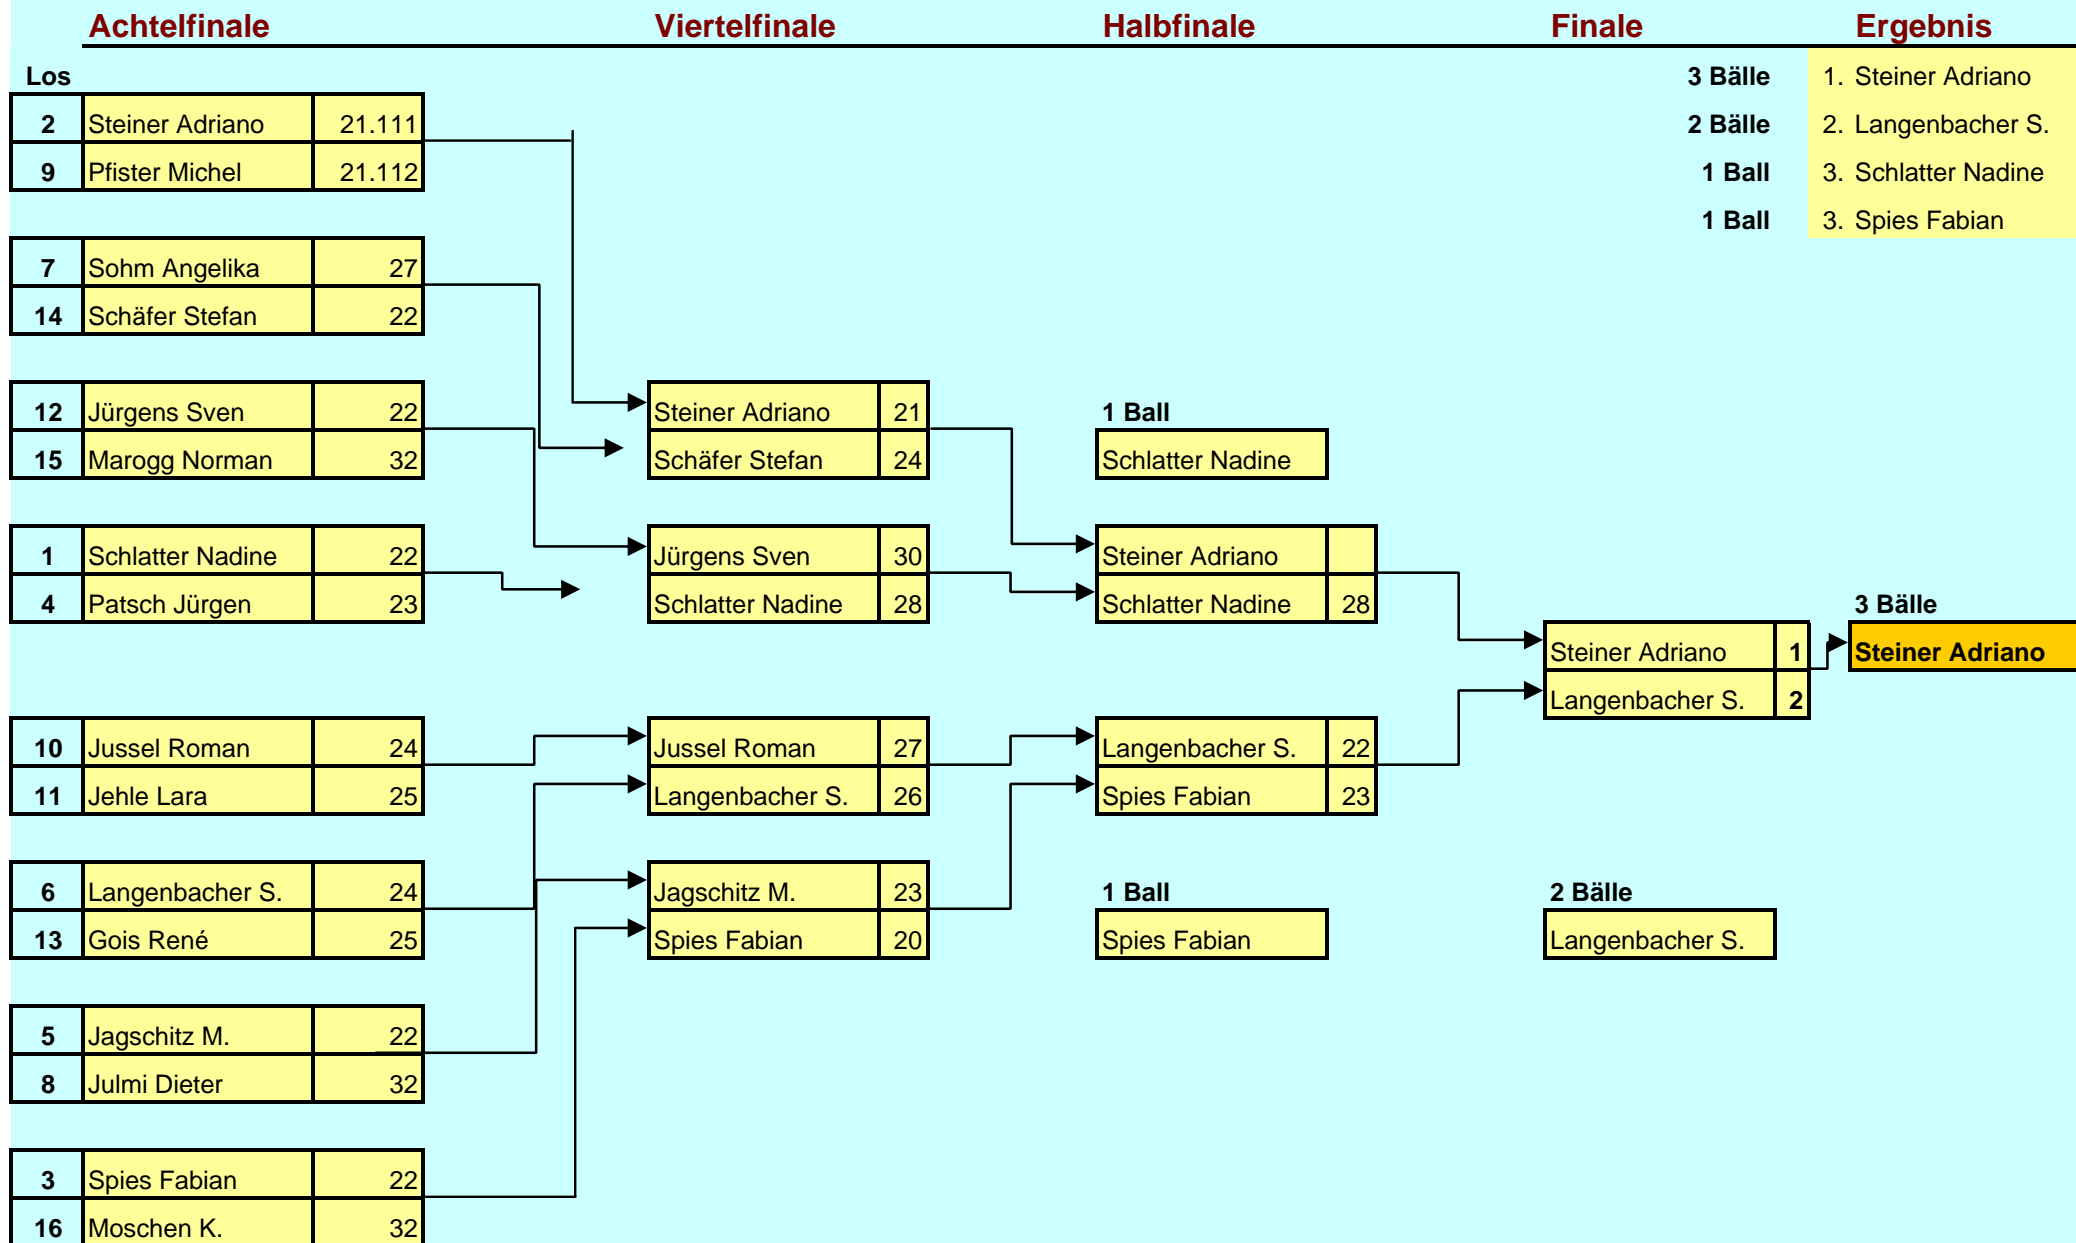 Achtelfinale Viertelfinale Halbfinale Finale Ergebnis
Los 3 Bälle 1. Steiner Adriano
2 Steiner Adriano 21.111 2 Bälle 2. Langenbacher S.
9 Pfister Michel 21.112 1 Ball 3. Schlatter Nadine
1 Ball 3. Spies Fabian
7 Sohm Angelika 27
14 Schäfer Stefan 22
12 Jürgens Sven 22 Steiner Adriano 21 1 Ball
15 Marogg Norman 32 Schäfer Stefan 24 Schlatter Nadine
1 Schlatter Nadine 22 Jürgens Sven 30 Steiner Adriano
4 Patsch Jürgen 23 Schlatter Nadine 28 Schlatter Nadine 28 3 Bälle
Steiner Adriano 1 Steiner Adriano
Langenbacher S. 2
10 Jussel Roman 24 Jussel Roman 27 Langenbacher S. 22
11 Jehle Lara 25 Langenbacher S. 26 Spies Fabian 23
6 Langenbacher S. 24 Jagschitz M. 23 1 Ball 2 Bälle
13 Gois René 25 Spies Fabian 20 Spies Fabian Langenbacher S.
5 Jagschitz M. 22
8 Julmi Dieter 32
3 Spies Fabian 22
16 Moschen K. 32